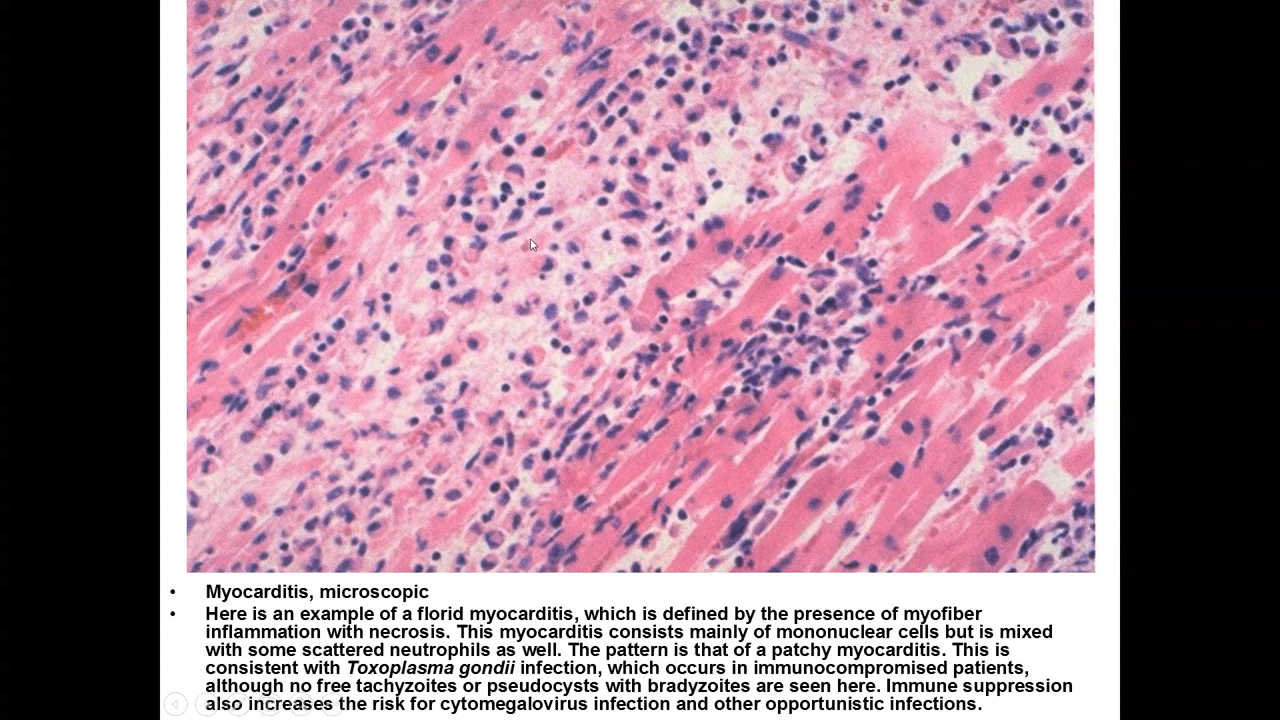 • Myocarditis, microscopic
• Here is an example of a florid myocarditis, which is defined by the presence of myofiber
inflammation with necrosis. This myocarditis consists mainly of mononuclear cells but is mixed
with some scattered neutrophils as well. The pattern is that of a patchy myocarditis. This is
consistent with Toxoplasma gondii infection, which occurs in immunocompromised patients,
although no free tachyzoites or pseudocysts with bradyzoites are seen here. Immune suppression
also increases the risk for cytomegalovirus infection and other opportunistic infections.